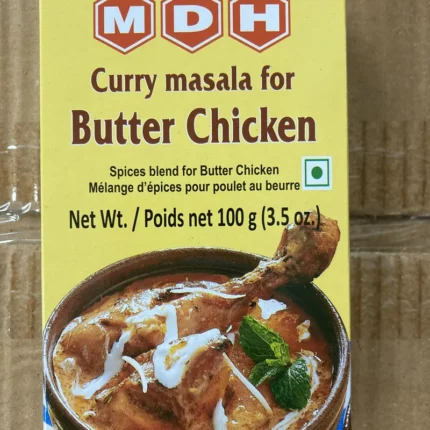 MDH
Curry masala for
Butter Chicken
Spices blend for Butter Chicken
Mélange d'épices pour poulet au beurre
Net Wt. / Poids net 100 g (3.5 oz.)